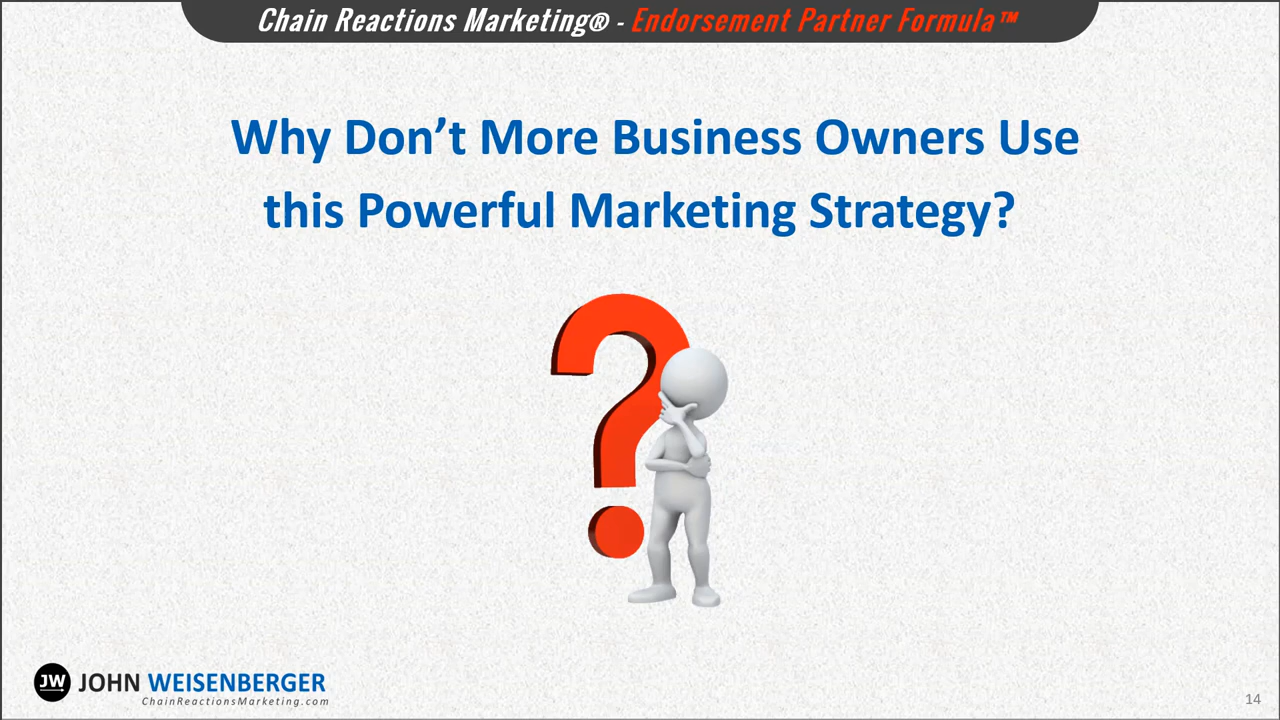 Chain Reactions Marketing® - Endorsement Partner Formula™
Why Don’t More Business Owners Use
this Powerful Marketing Strategy?
?
JW
JOHN WEISENBERGER
ChainReactionsMarketing.com
14